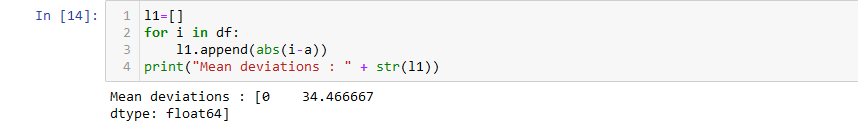 In [14]: 1 l1=[]
2 for i in df:
3     l1.append(abs(i-a))
4 print("Mean deviations : " + str(l1))
Mean deviations : [0    34.466667
dtype: float64]